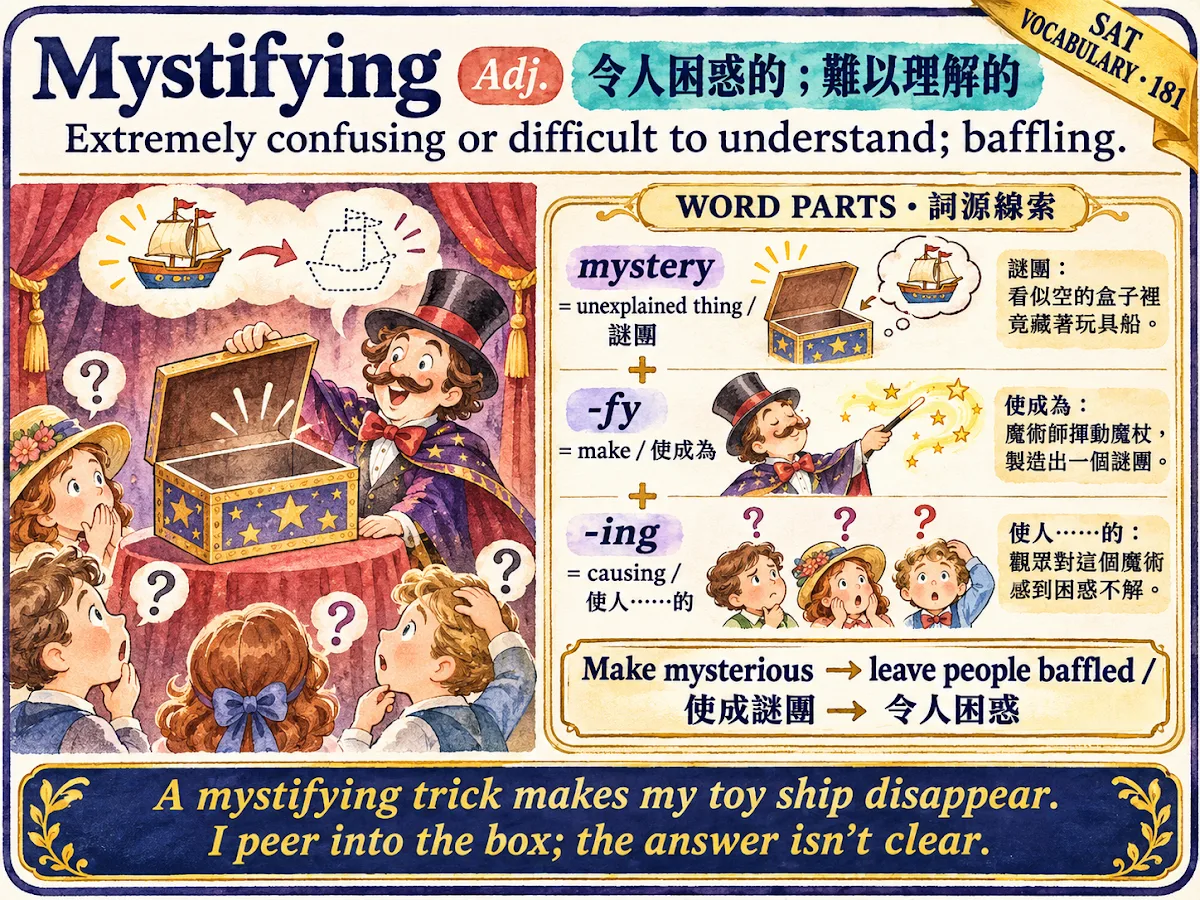 Mystifying
Adj.
令人困惑的；難以理解的
SAT
VOCABULARY · 181
Extremely confusing or difficult to understand; baffling.
?
?
?
?
WORD PARTS · 詞源線索
mystery
= unexplained thing /
謎團
謎團：
看似空的盒子裡
竟藏著玩具船。
+
-fy
= make / 使成為
使成為：
魔術師揮動魔杖，
製造出一個謎團。
+
-ing
= causing /
使人……的
? ? ?
使人……的：
觀眾對這個魔術
感到困惑不解。
Make mysterious → leave people baffled /
使成謎團 → 令人困惑
A mystifying trick makes my toy ship disappear.
I peer into the box; the answer isn't clear.